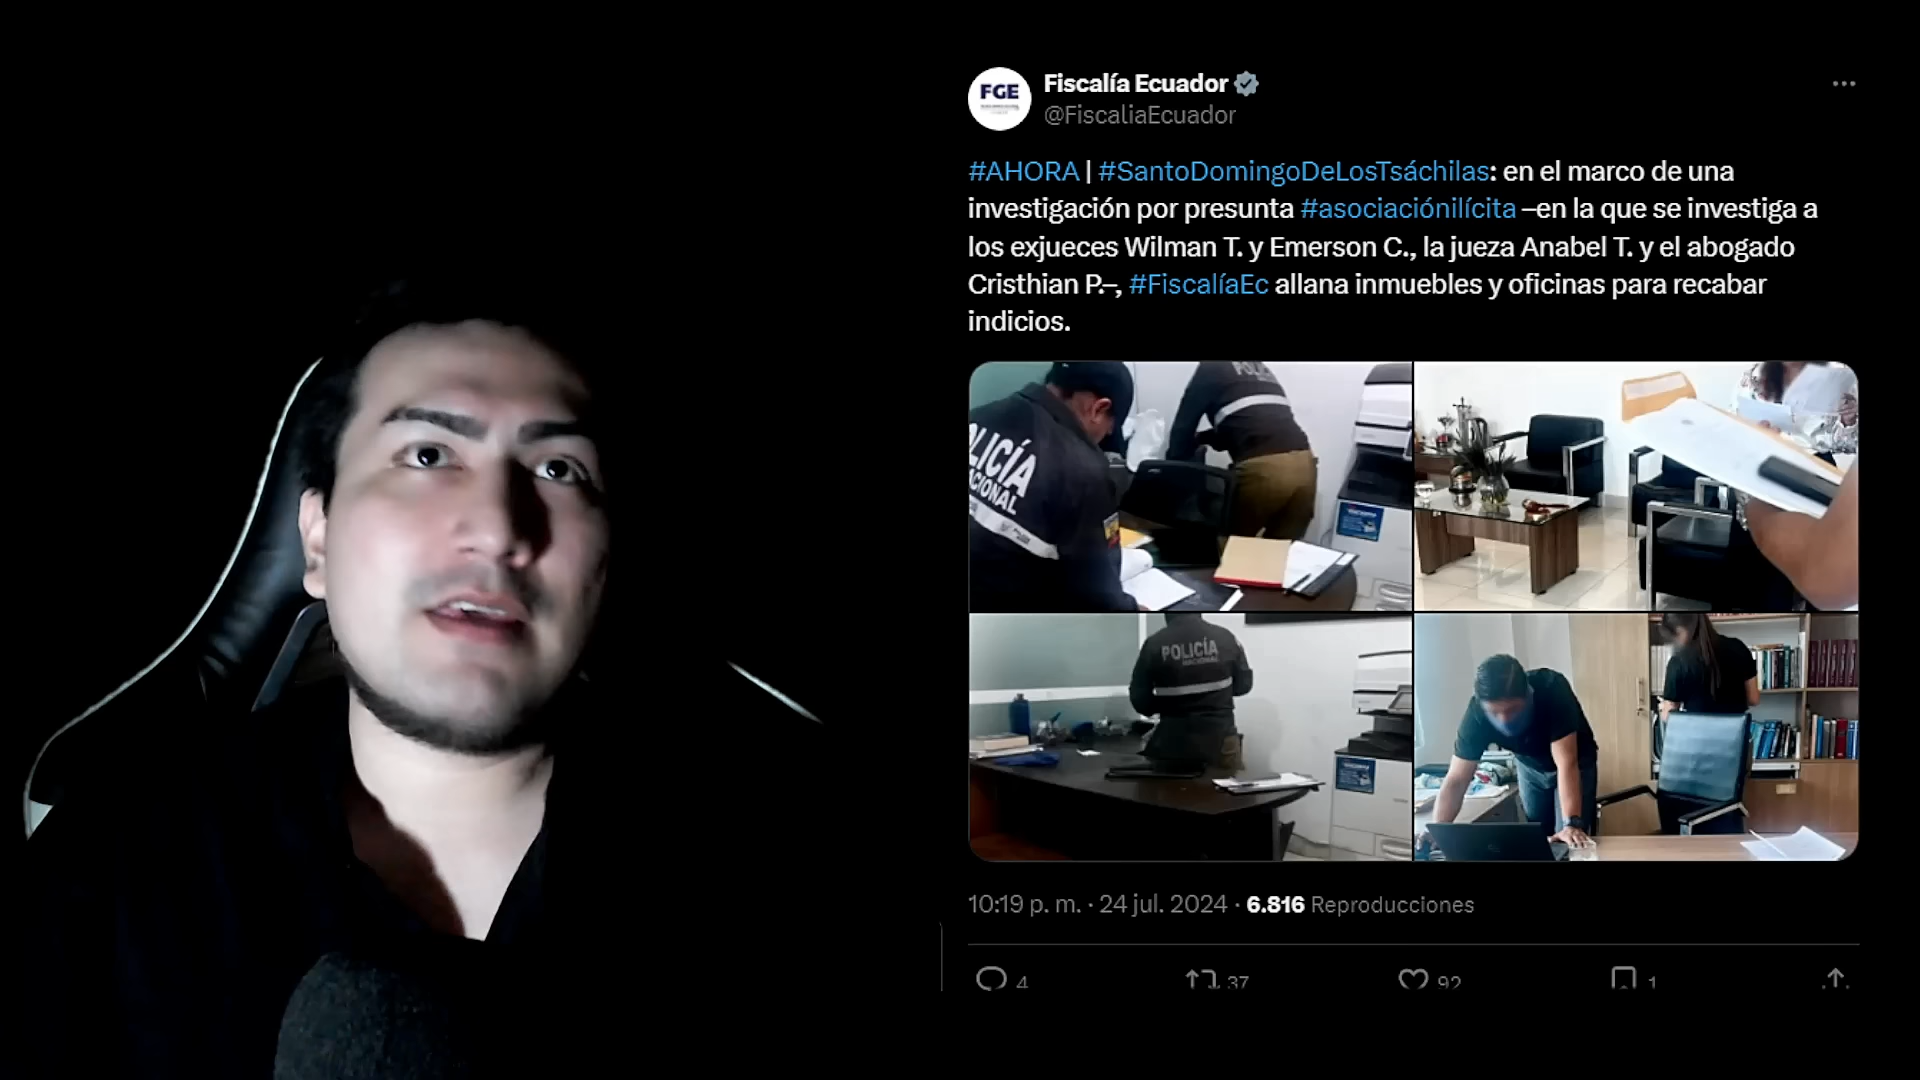 FGE
Fiscalía Ecuador
@FiscaliaEcuador
#AHORA | #SantoDomingoDeLosTsáchilas: en el marco de una
investigación por presunta #asociaciónilícita –en la que se investiga a
los exjueces Wilman T. y Emerson C., la jueza Anabel T. y el abogado
Cristhian P.–, #FiscalíaEc allana inmuebles y oficinas para recabar
indicios.
POLICÍA
POLICÍA
NACIONAL
10:19 p. m. · 24 jul. 2024 · 6.816 Reproducciones
4
37
92
1